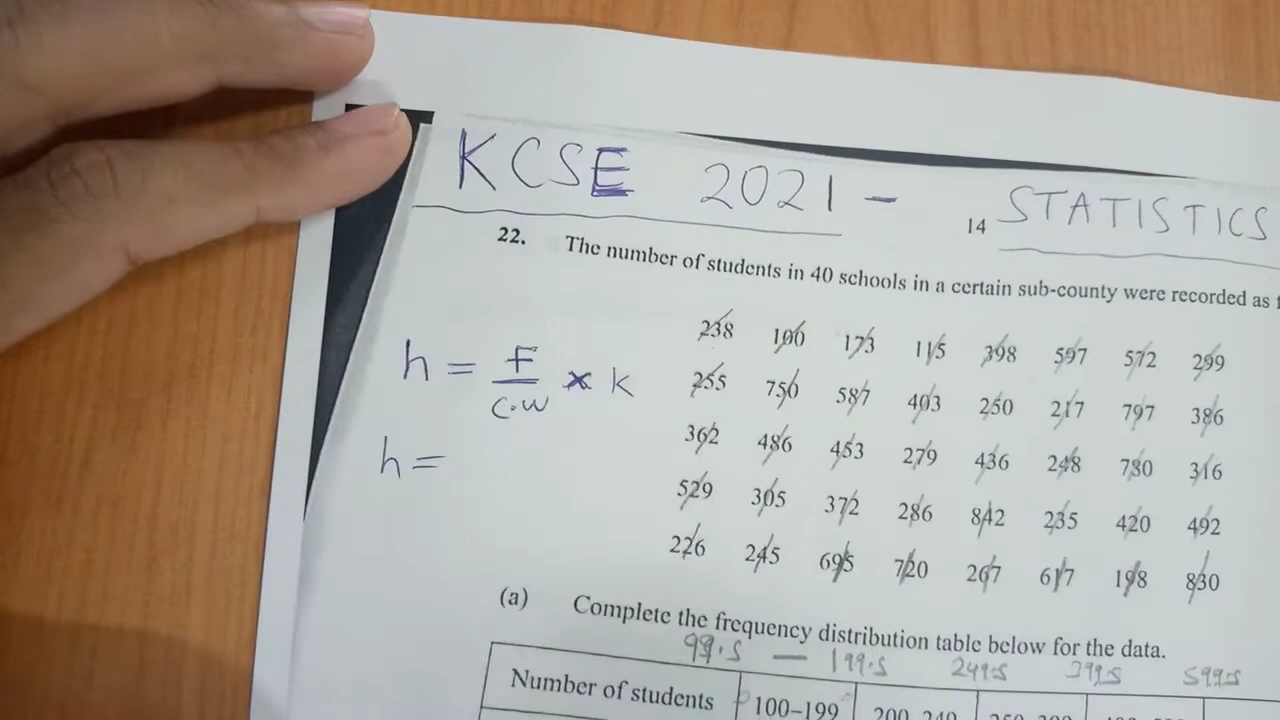 KCSE 2021 - 14 STATISTICS
22. The number of students in 40 schools in a certain sub-county were recorded as
238 100 173 115 398 597 572 299
h = F/C.W × k
255 750 587 403 250 217 797 386
362 486 453 279 436 248 780 316
h =
529 305 372 286 842 235 420 492
226 245 695 720 267 617 198 830
(a) Complete the frequency distribution table below for the data.
99.5 — 199.5 249.5 399.5 599.5
Number of students 100–199